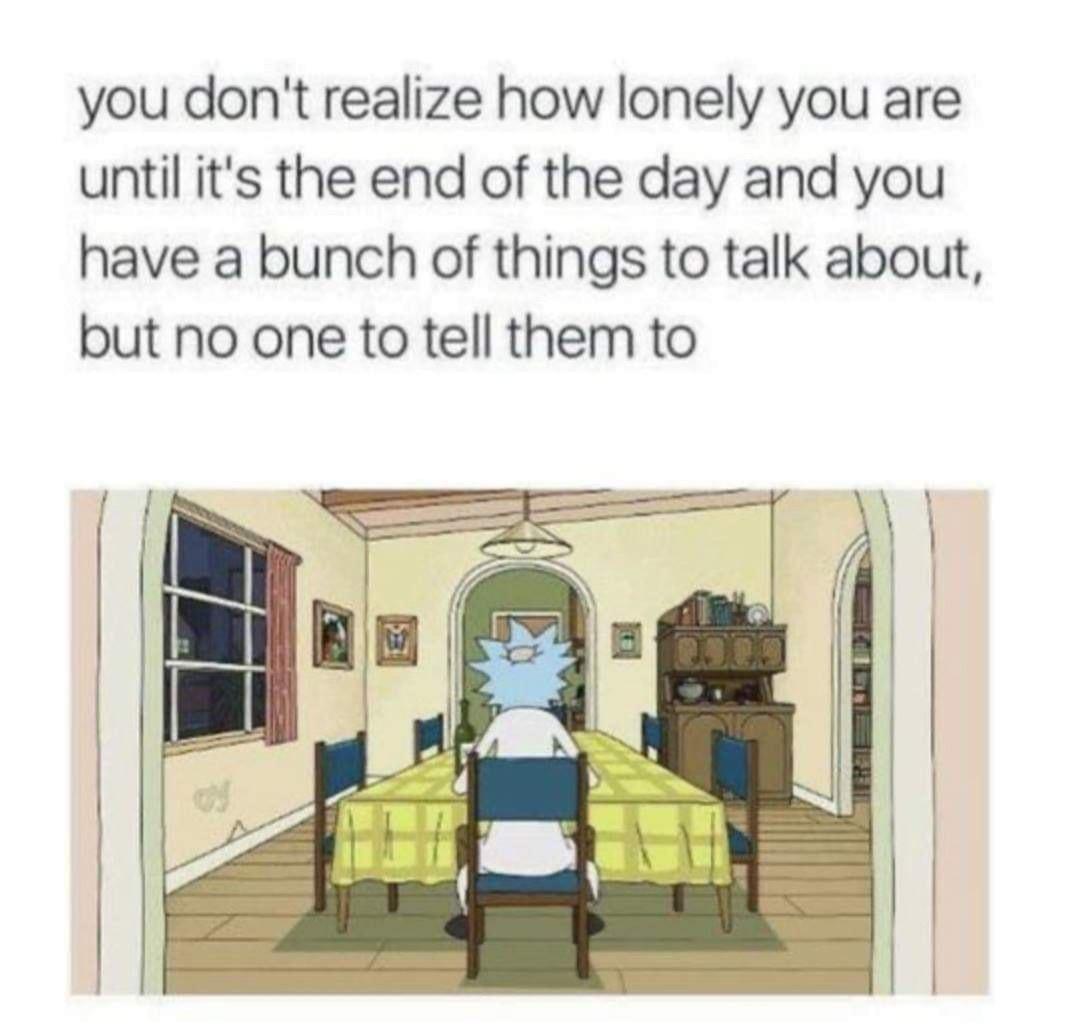 you don't realize how lonely you are
until it's the end of the day and you
have a bunch of things to talk about,
but no one to tell them to